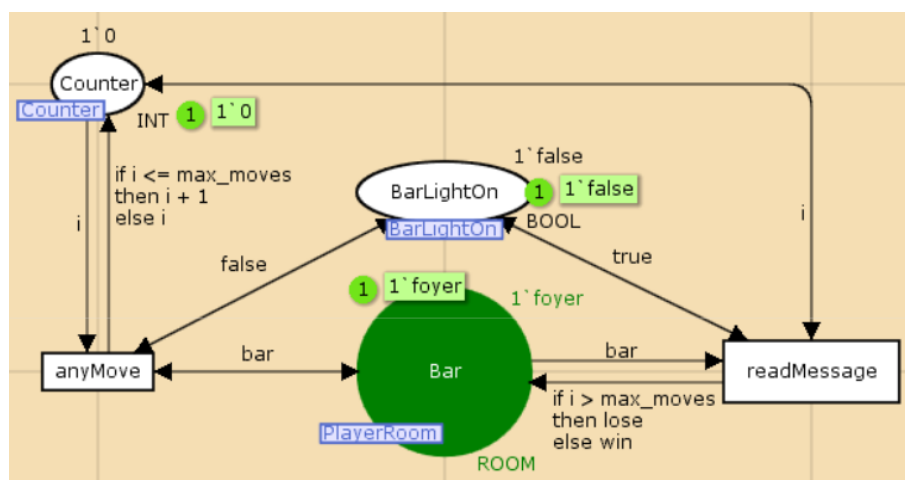 1`0
Counter
Counter
INT
1
1`0
if i <= max_moves
then i + 1
else i
i
1`false
BarLightOn
1
1`false
BarLightOn
BOOL
i
false
true
1
1`foyer
1`foyer
anyMove
bar
Bar
bar
readMessage
if i > max_moves
then lose
else win
PlayerRoom
ROOM